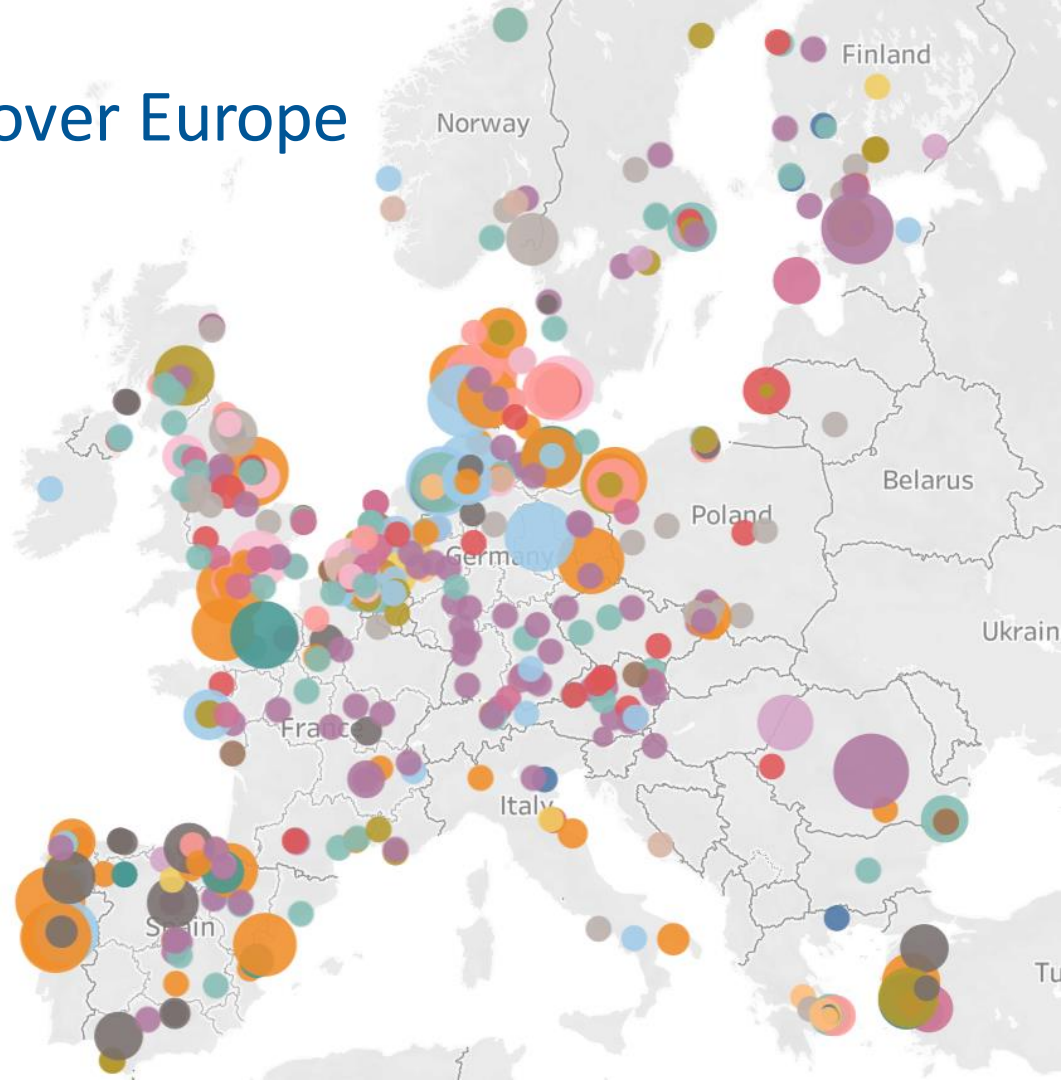 over Europe
Finland
Norway
Belarus
Poland
Germany
Ukrain
France
Italy
Spain
Tu